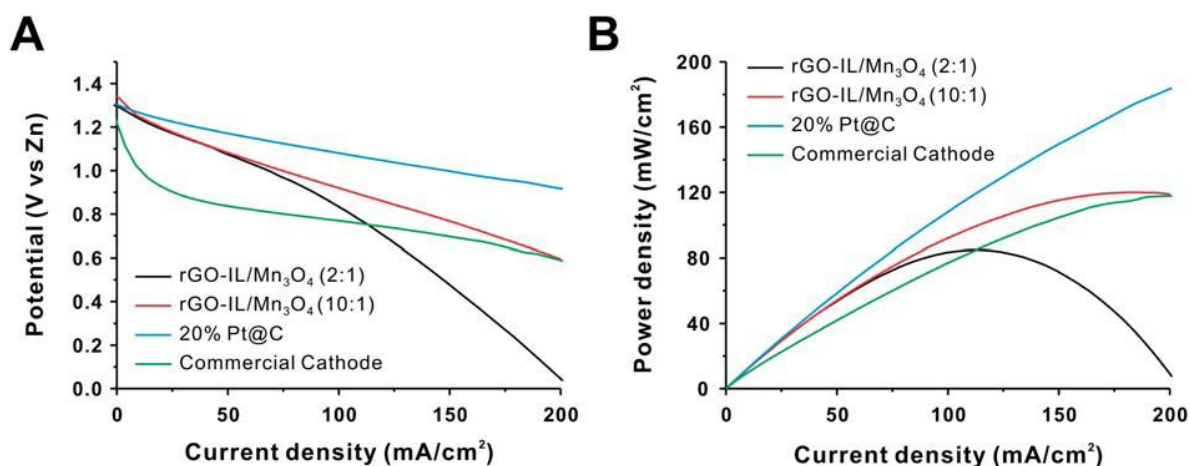 A
Potential (V vs Zn)
1.4
1.2
1.0
0.8
0.6
0.4
0.2
0.0
rGO-IL/Mn₃O₄ (2:1)
rGO-IL/Mn₃O₄ (10:1)
20% Pt@C
Commercial Cathode
0 50 100 150 200
Current density (mA/cm²)
B
Power density (mW/cm²)
200
160
120
80
40
0
rGO-IL/Mn₃O₄ (2:1)
rGO-IL/Mn₃O₄ (10:1)
20% Pt@C
Commercial Cathode
0 50 100 150 200
Current density (mA/cm²)